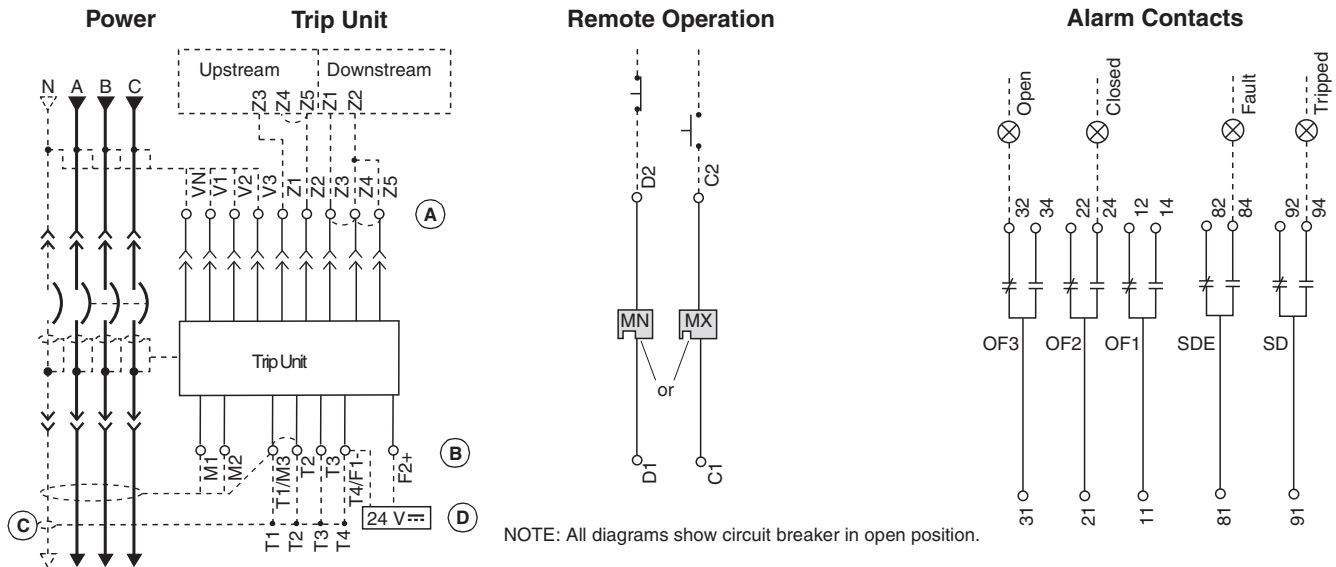 Power
Trip Unit
Remote Operation
Alarm Contacts
Upstream
Downstream
N A B C
Z3 Z4 Z5 Z1 Z2
VN V1 V2 V3 Z1 Z2 Z3 Z4 Z5
A
Trip Unit
M1 M2 T1/M3 T2 T3 T4/F1- F2+
B
C
T1 T2 T3 T4
24 V
D
D2 C2
MN MX
or
D1 C1
Open Closed Fault Tripped
32 34 22 24 12 14 82 84 92 94
OF3 OF2 OF1 SDE SD
31 21 11 81 91
NOTE: All diagrams show circuit breaker in open position.